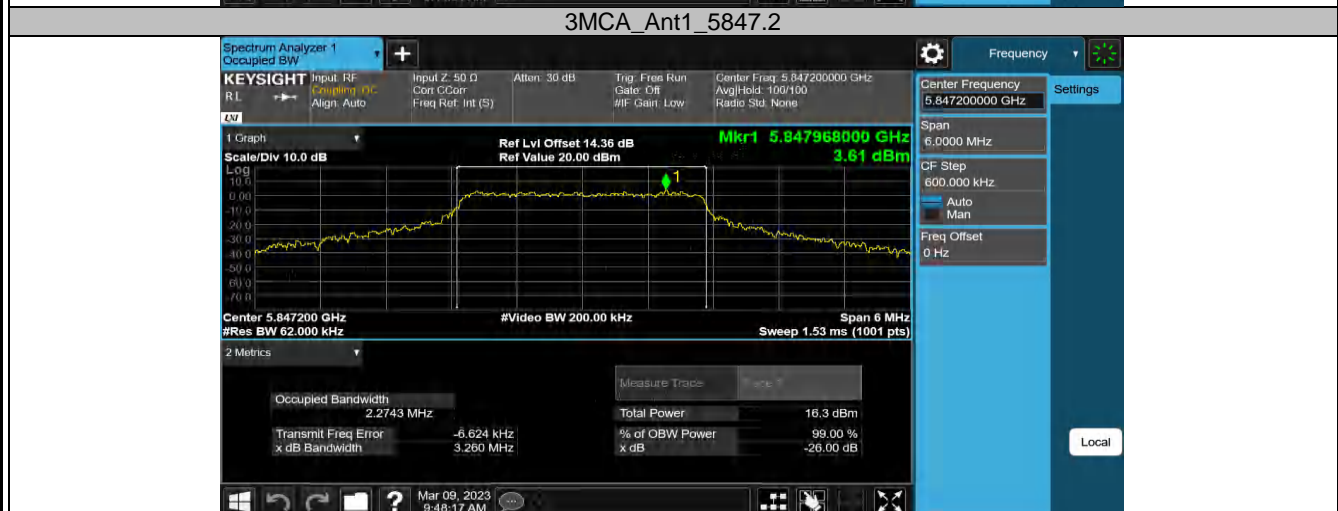 3MCA_Ant1_5847.2
Spectrum Analyzer 1
Occupied BW
Frequency
KEYSIGHT
RL
LXI
Input: RF
Coupling: DC
Align: Auto
Input Z: 50 Ω
Corr CCorr
Freq Ref: Int (S)
Atten: 30 dB
Trig: Free Run
Gate: Off
#IF Gain: Low
Center Freq: 5.847200000 GHz
Avg|Hold: 100/100
Radio Std: None
Center Frequency
5.847200000 GHz
Settings
Span
6.0000 MHz
CF Step
600.000 kHz
Auto
Man
Freq Offset
0 Hz
Local
1 Graph
Scale/Div 10.0 dB
Ref Lvl Offset 14.36 dB
Ref Value 20.00 dBm
Mkr1 5.847968000 GHz
3.61 dBm
Log
10.0
0.00
-10.0
-20.0
-30.0
-40.0
-50.0
-60.0
-70.0
1
Center 5.847200 GHz
#Res BW 62.000 kHz
#Video BW 200.00 kHz
Span 6 MHz
Sweep 1.53 ms (1001 pts)
2 Metrics
Measure Trace
Occupied Bandwidth
2.2743 MHz
Total Power
16.3 dBm
Transmit Freq Error
-6.624 kHz
% of OBW Power
99.00 %
x dB Bandwidth
3.260 MHz
x dB
-26.00 dB
Mar 09, 2023
9:48:17 AM